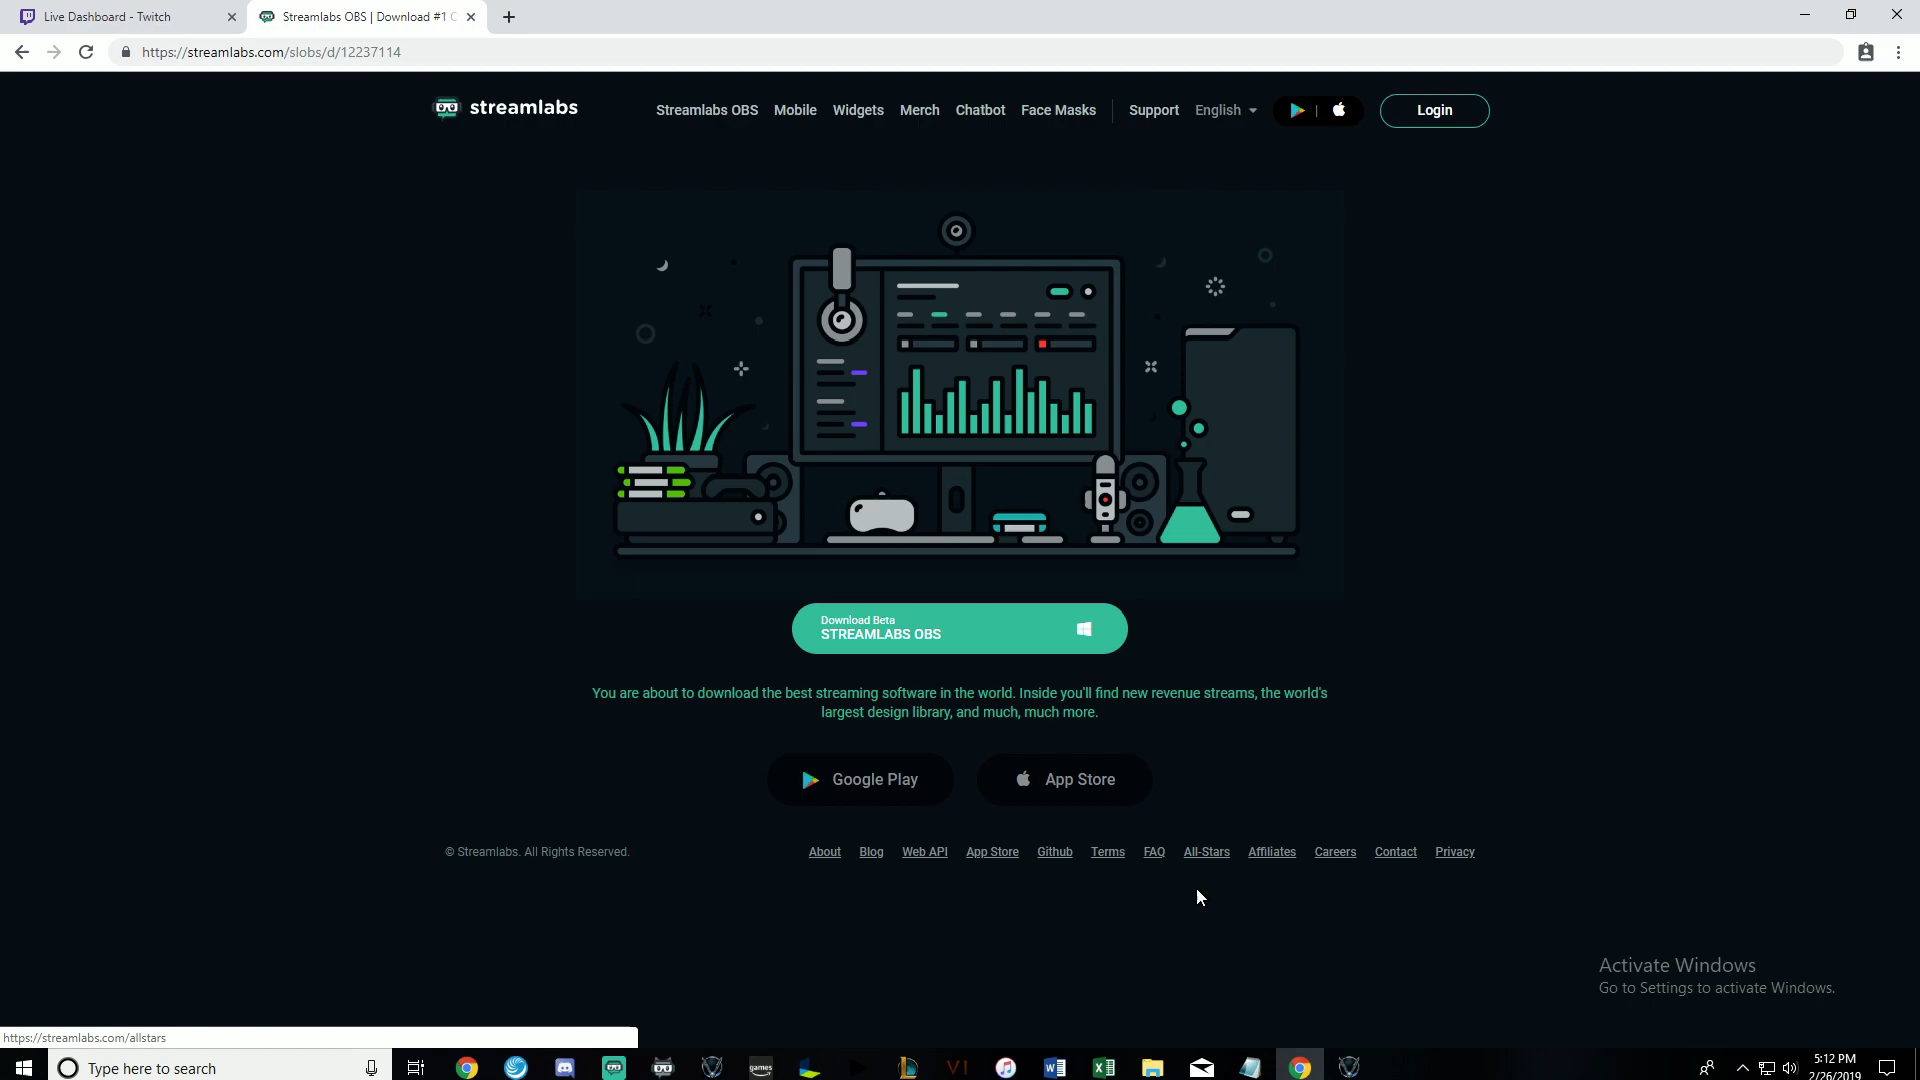 Live Dashboard - Twitch
Streamlabs OBS | Download #1 C
https://streamlabs.com/slobs/d/12237114
streamlabs
Streamlabs OBS
Mobile
Widgets
Merch
Chatbot
Face Masks
Support
English
Login
Download Beta
STREAMLABS OBS
You are about to download the best streaming software in the world. Inside you'll find new revenue streams, the world's
largest design library, and much, much more.
Google Play
App Store
© Streamlabs. All Rights Reserved.
About
Blog
Web API
App Store
Github
Terms
FAQ
All-Stars
Affiliates
Careers
Contact
Privacy
Activate Windows
Go to Settings to activate Windows.
https://streamlabs.com/allstars
Type here to search
games
VI
5:12 PM
2/26/2019